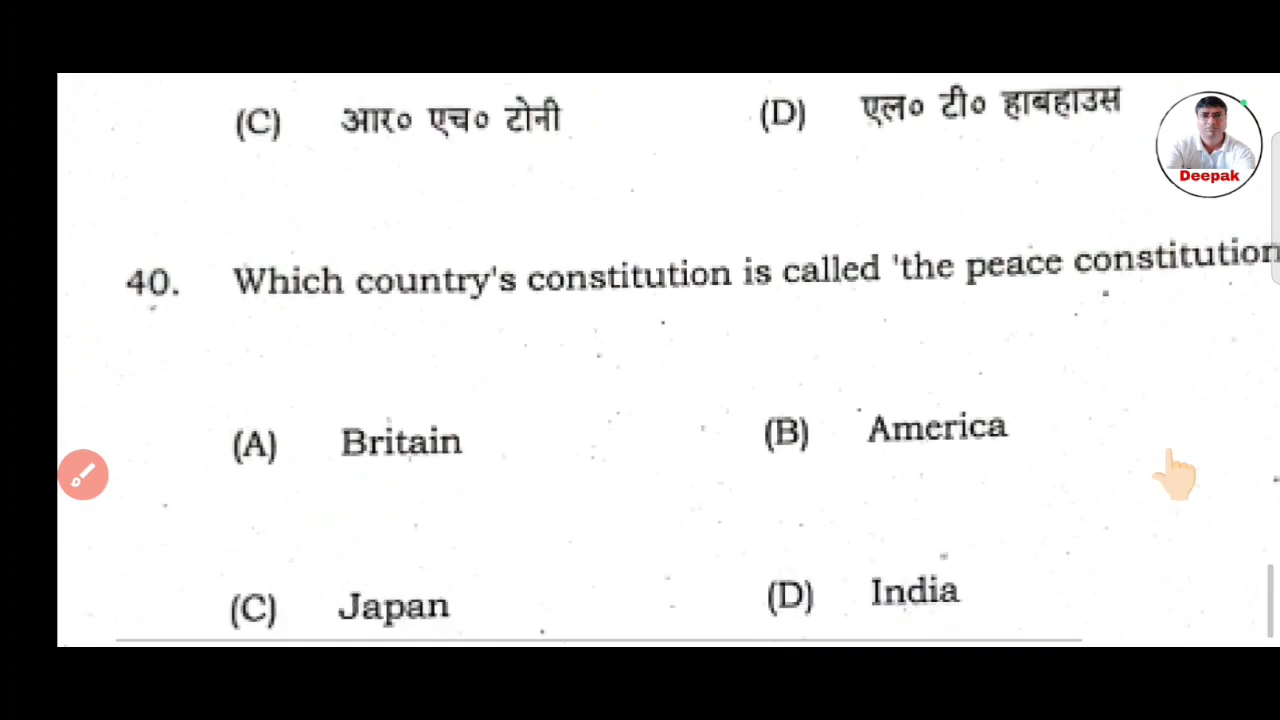 (C) आर० एच० टोनी (D) एल० टी० हाबहाउस
Deepak
40. Which country's constitution is called 'the peace constitution
(A) Britain (B) America
(C) Japan (D) India